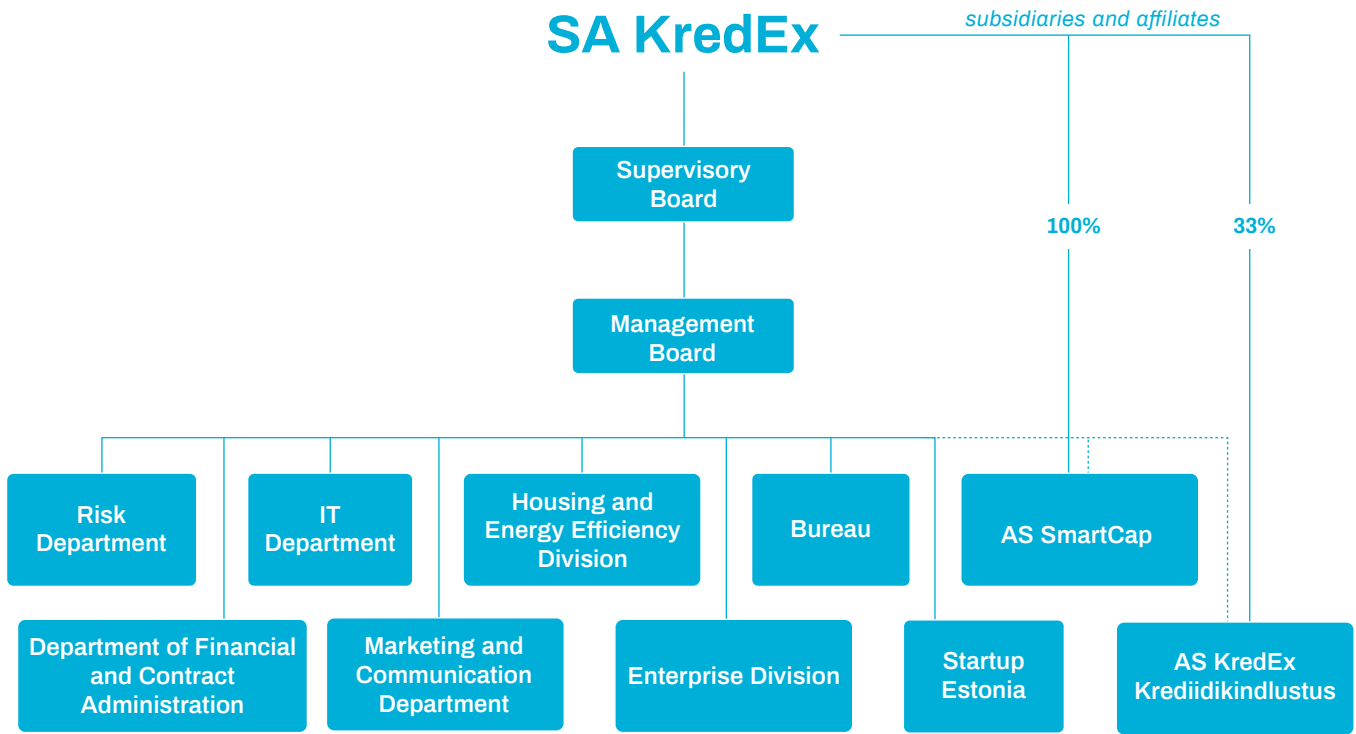 SA KredEx
subsidiaries and affiliates
Supervisory
Board
100%
33%
Management
Board
Risk
Department
IT
Department
Housing and
Energy Efficiency
Division
Bureau
AS SmartCap
Department of Financial
and Contract
Administration
Marketing and
Communication
Department
Enterprise Division
Startup
Estonia
AS KredEx
Krediidikindlustus